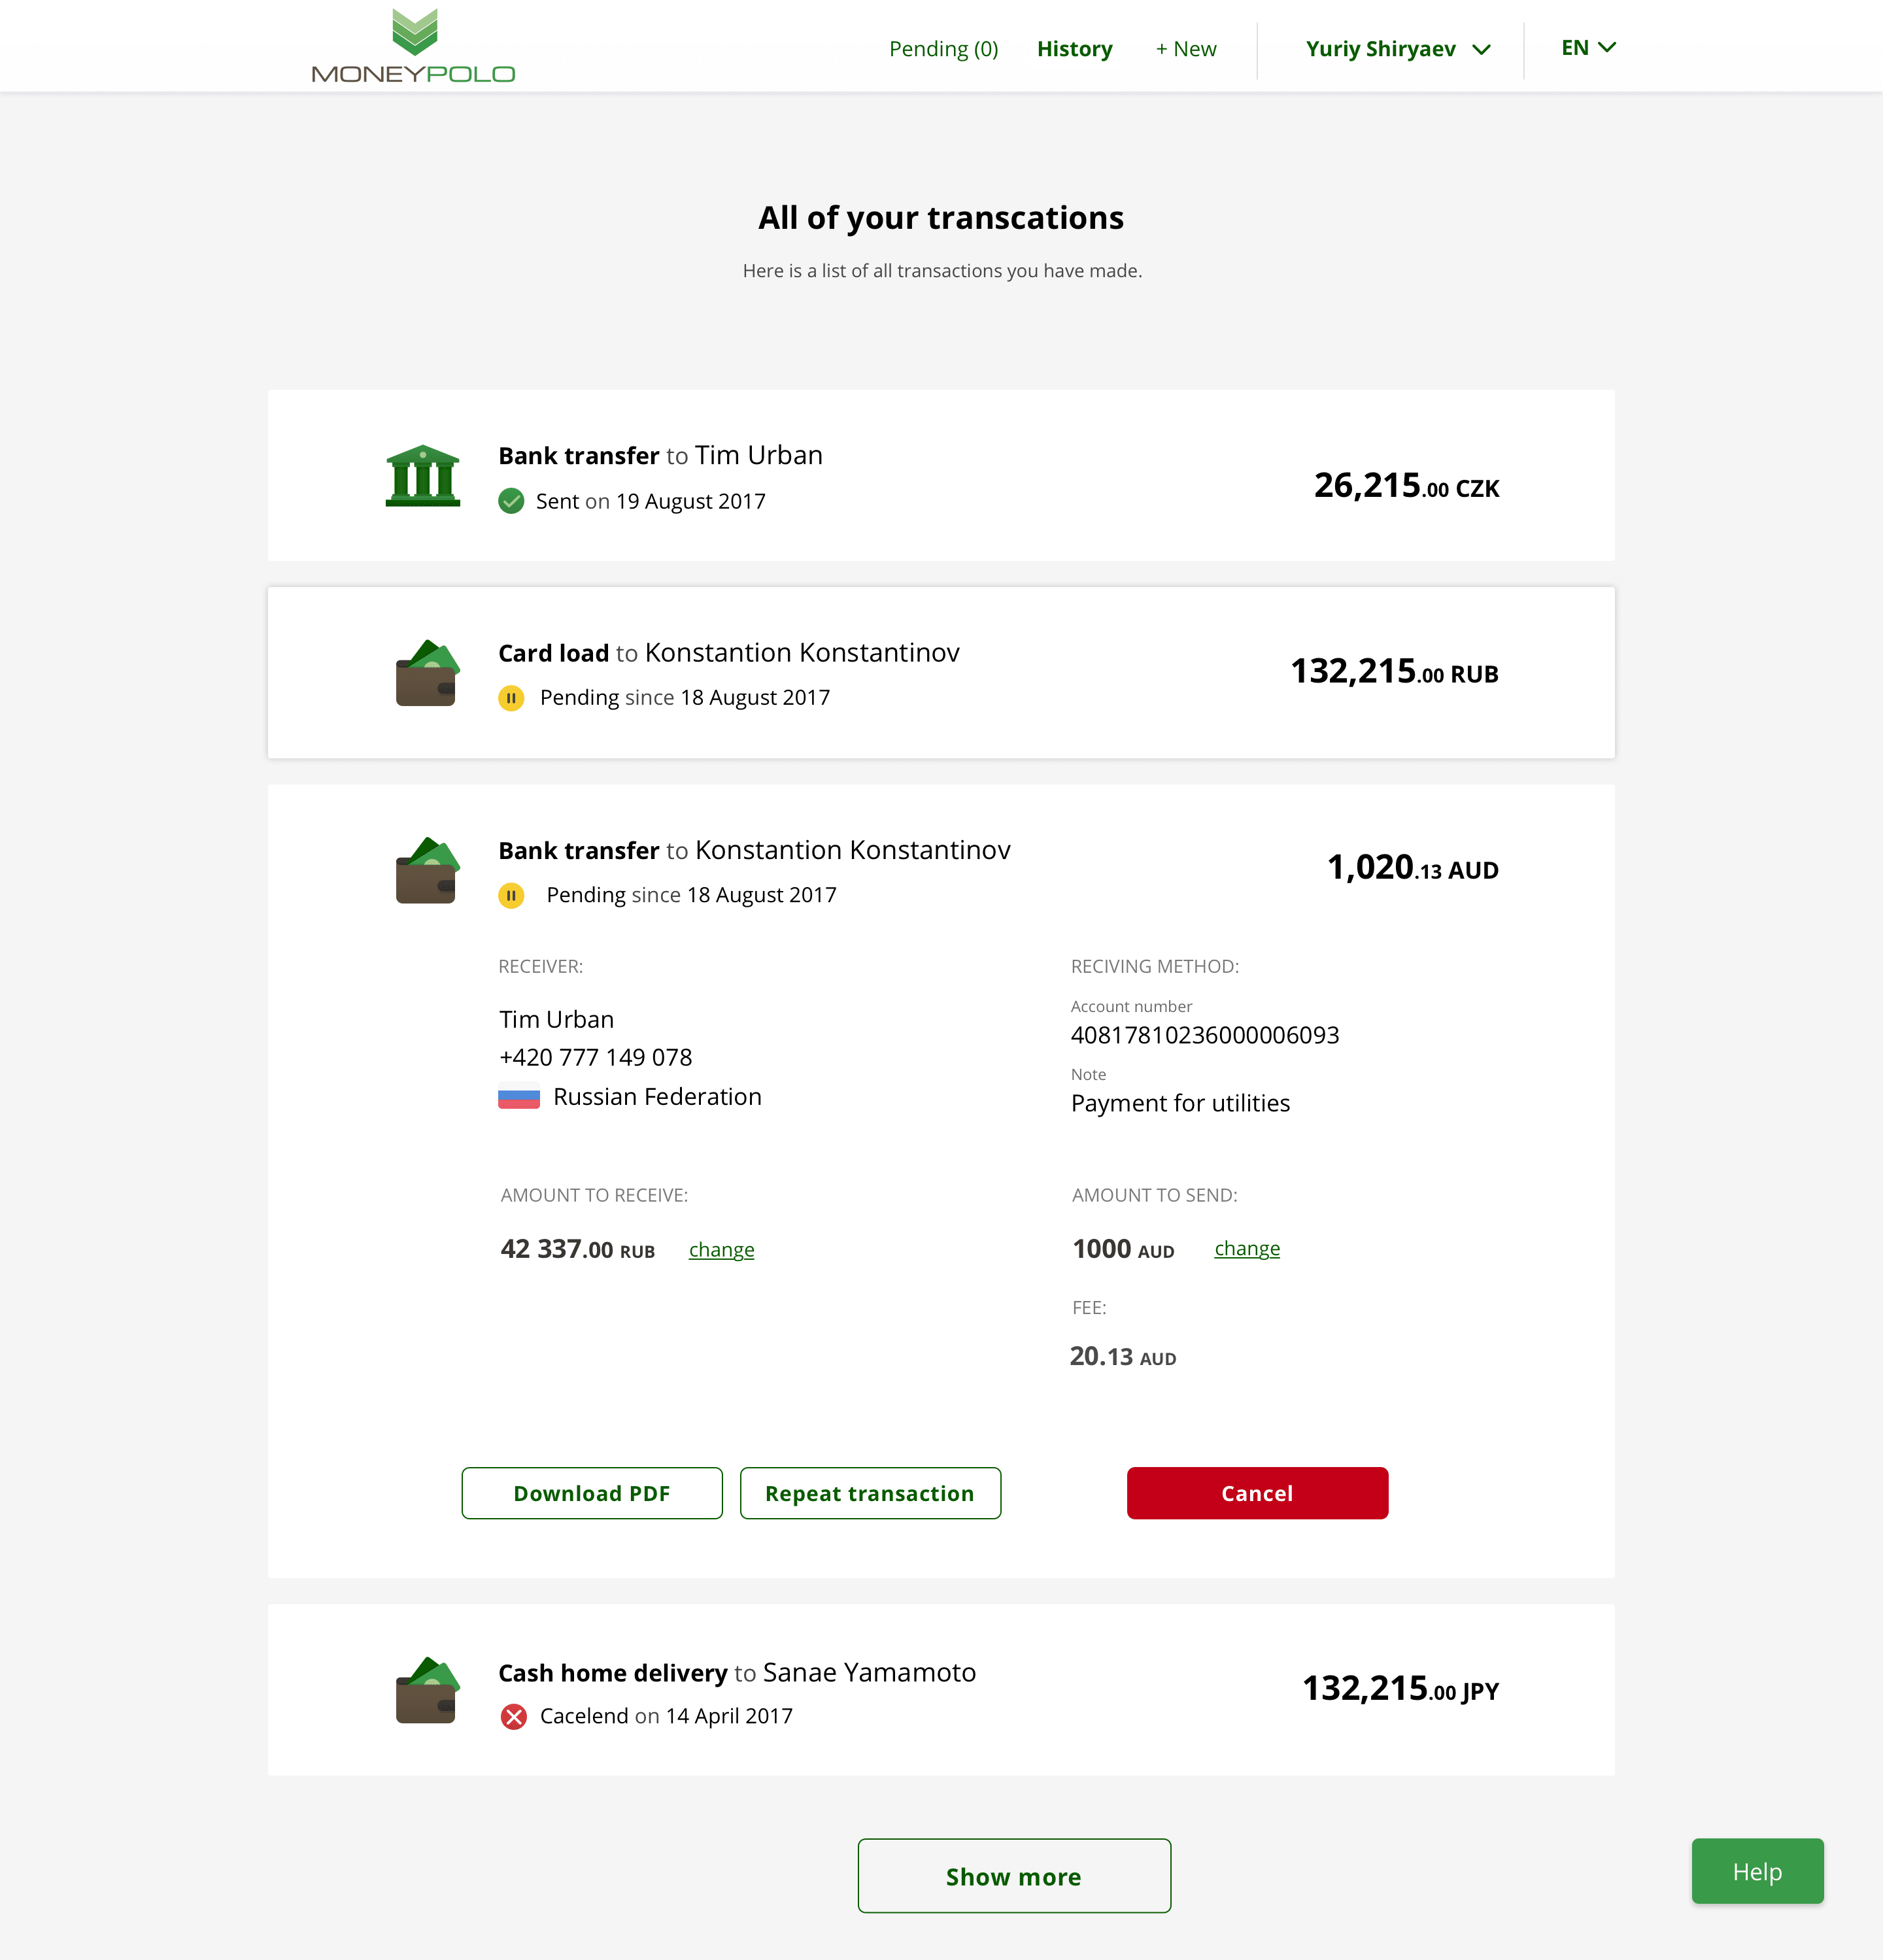 MONEYPOLO
Pending (0) History + New Yuriy Shiryaev EN
All of your transcations
Here is a list of all transactions you have made.
Bank transfer to Tim Urban
Sent on 19 August 2017
26,215.00 CZK
Card load to Konstantion Konstantinov
Pending since 18 August 2017
132,215.00 RUB
Bank transfer to Konstantion Konstantinov
Pending since 18 August 2017
1,020.13 AUD
RECEIVER:
Tim Urban
+420 777 149 078
Russian Federation
RECIVING METHOD:
Account number
40817810236000006093
Note
Payment for utilities
AMOUNT TO RECEIVE:
42 337.00 RUB change
AMOUNT TO SEND:
1000 AUD change
FEE:
20.13 AUD
Download PDF Repeat transaction Cancel
Cash home delivery to Sanae Yamamoto
Cacelend on 14 April 2017
132,215.00 JPY
Show more
Help